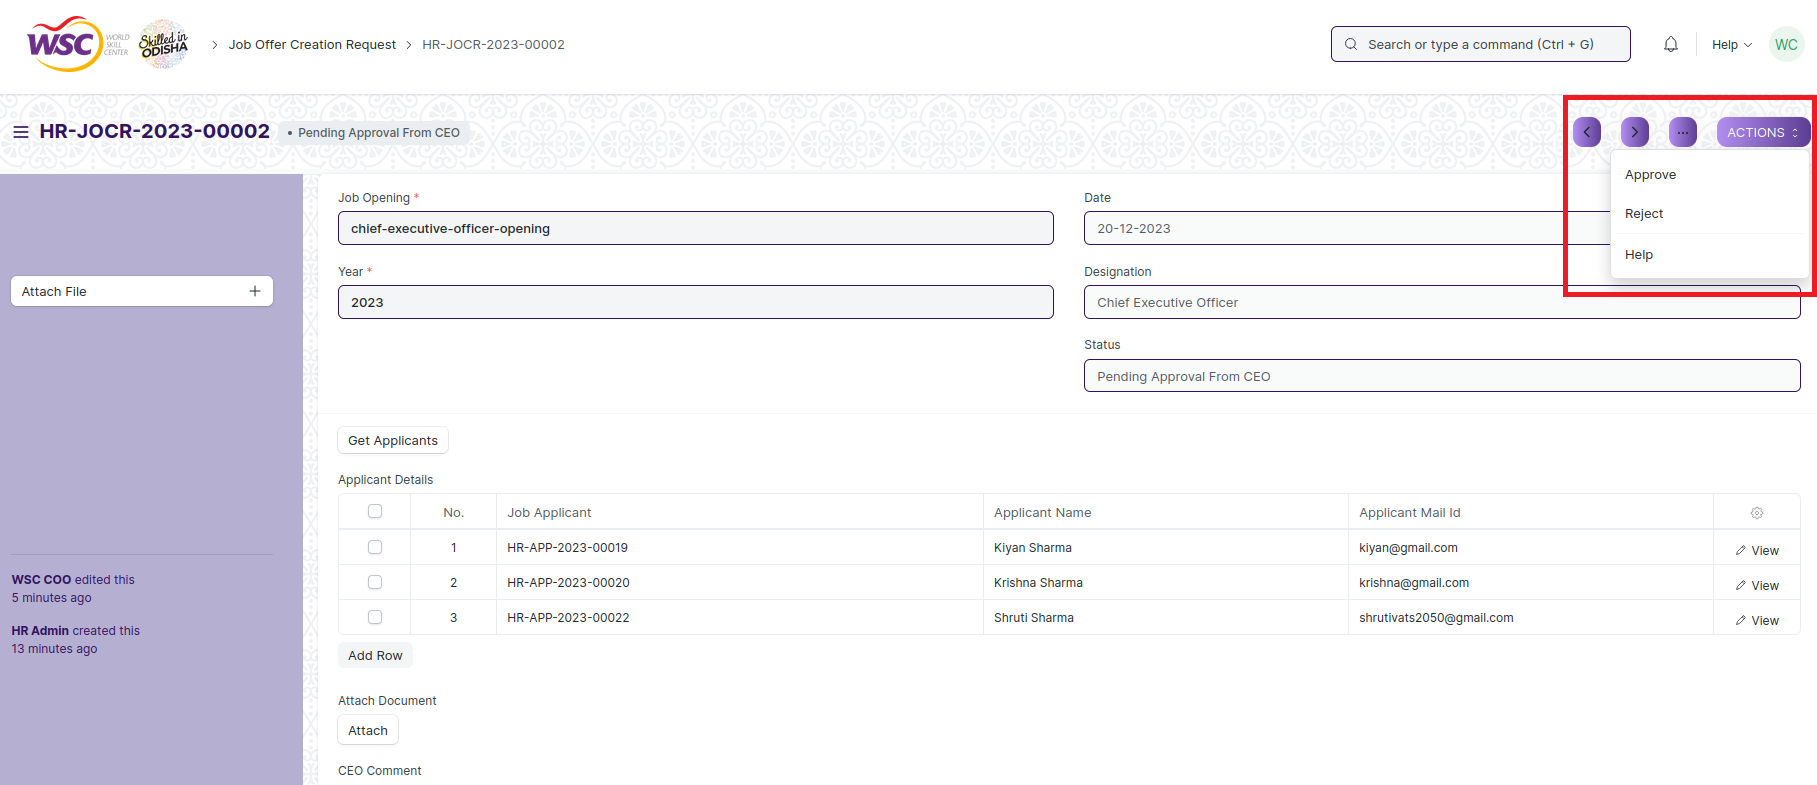 WSC WORLD SKILL CENTER Skilled in ODISHA > Job Offer Creation Request > HR-JOCR-2023-00002
Search or type a command (Ctrl + G)
Help
WC
HR-JOCR-2023-00002
• Pending Approval From CEO
ACTIONS
Approve
Reject
Help
Attach File
WSC COO edited this
5 minutes ago
HR Admin created this
13 minutes ago
Job Opening *
chief-executive-officer-opening
Date
20-12-2023
Year *
2023
Designation
Chief Executive Officer
Status
Pending Approval From CEO
Get Applicants
Applicant Details
No. Job Applicant Applicant Name Applicant Mail Id
1 HR-APP-2023-00019 Kiyan Sharma kiyan@gmail.com View
2 HR-APP-2023-00020 Krishna Sharma krishna@gmail.com View
3 HR-APP-2023-00022 Shruti Sharma shrutivats2050@gmail.com View
Add Row
Attach Document
Attach
CEO Comment